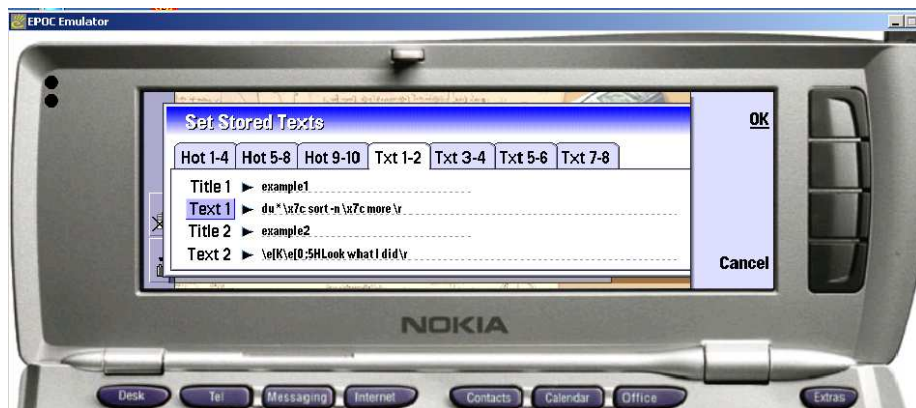 EPOC Emulator
Set Stored Texts
OK
Hot 1-4 Hot 5-8 Hot 9-10 Txt 1-2 Txt 3-4 Txt 5-6 Txt 7-8
Title 1 example1
Text 1 du * \x7c sort -n \x7c more \r
Title 2 example2
Text 2 \e[K\e[0;5HLook what I did\r
Cancel
NOKIA
Desk Tel Messaging Internet Contacts Calendar Office Extras